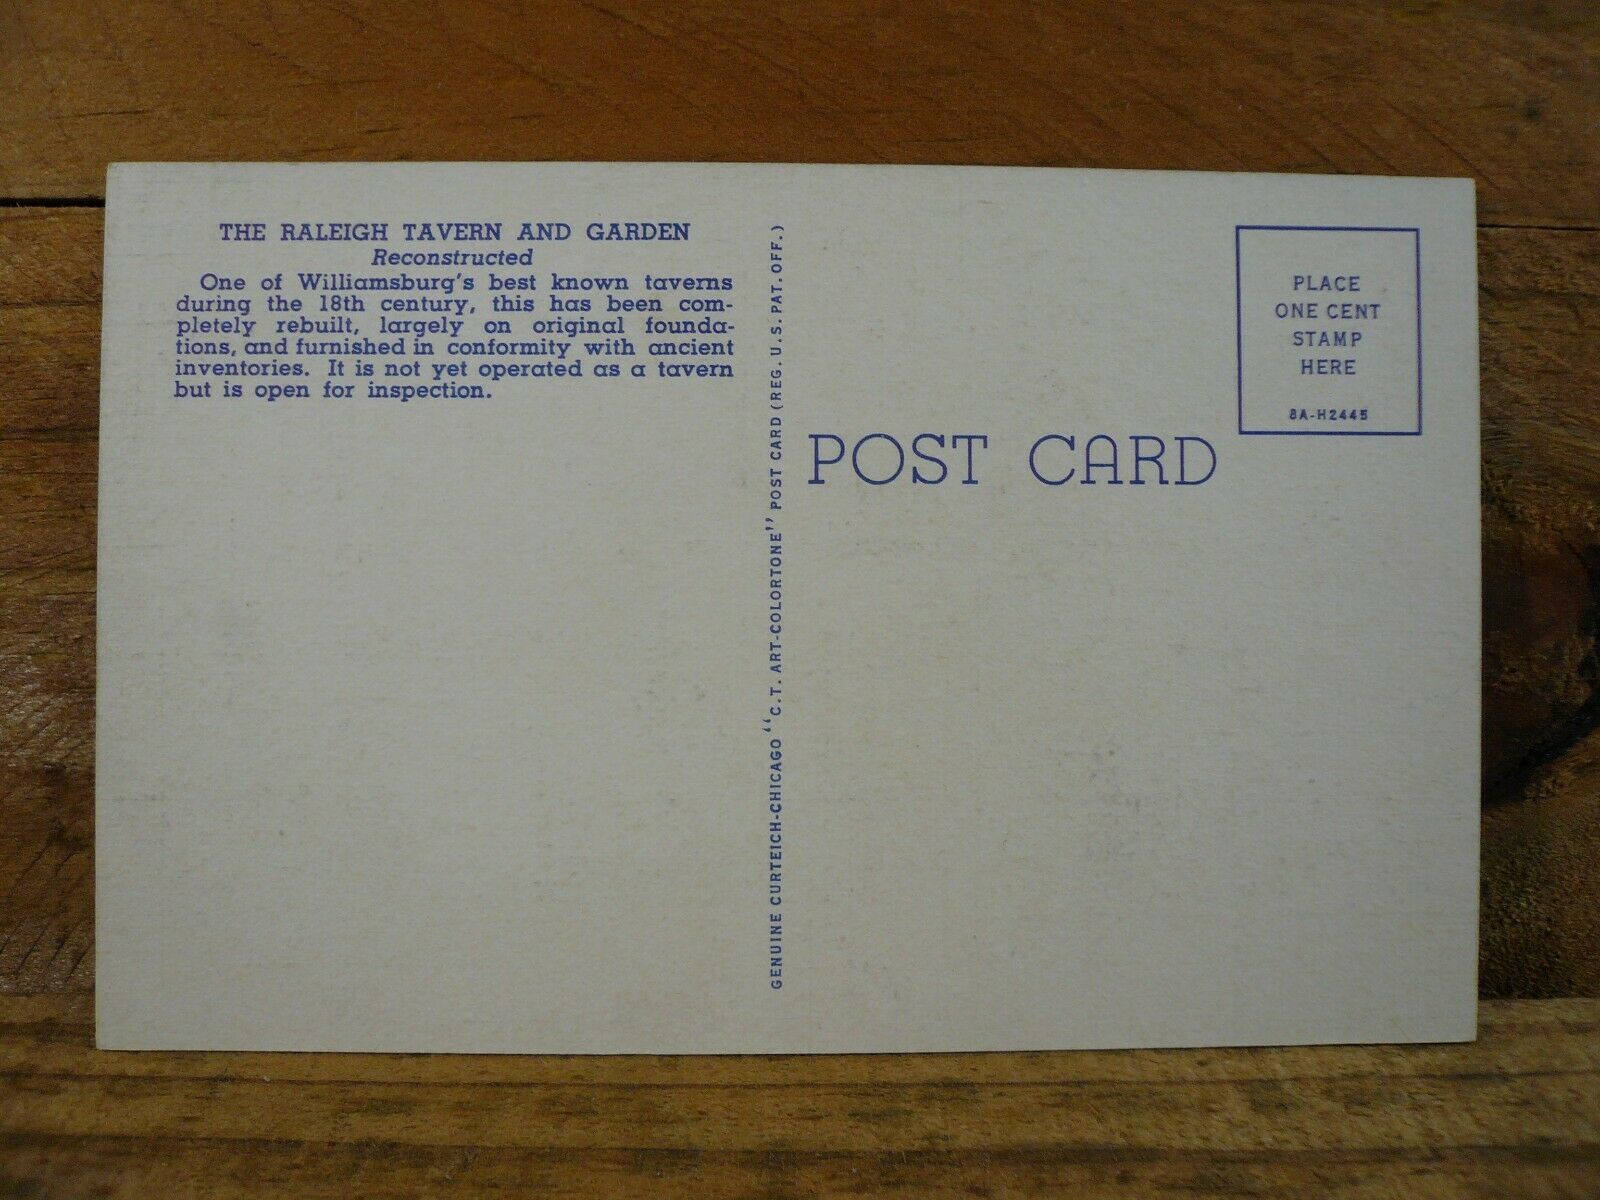 THE RALEIGH TAVERN AND GARDEN
Reconstructed
One of Williamsburg's best known taverns
during the 18th century, this has been com-
pletely rebuilt, largely on original founda-
tions, and furnished in conformity with ancient
inventories. It is not yet operated as a tavern
but is open for inspection.
GENUINE CURTEICH-CHICAGO "C.T. ART-COLORTONE" POST CARD (REG. U.S. PAT. OFF.)
POST CARD
PLACE
ONE CENT
STAMP
HERE
8A-H2445